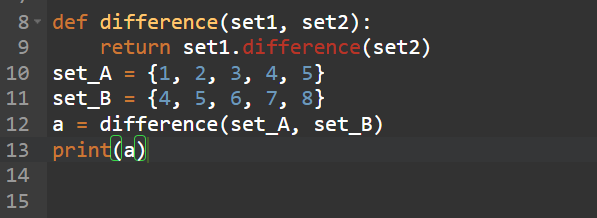 8 def difference(set1, set2):
9     return set1.difference(set2)
10 set_A = {1, 2, 3, 4, 5}
11 set_B = {4, 5, 6, 7, 8}
12 a = difference(set_A, set_B)
13 print(a)
14
15